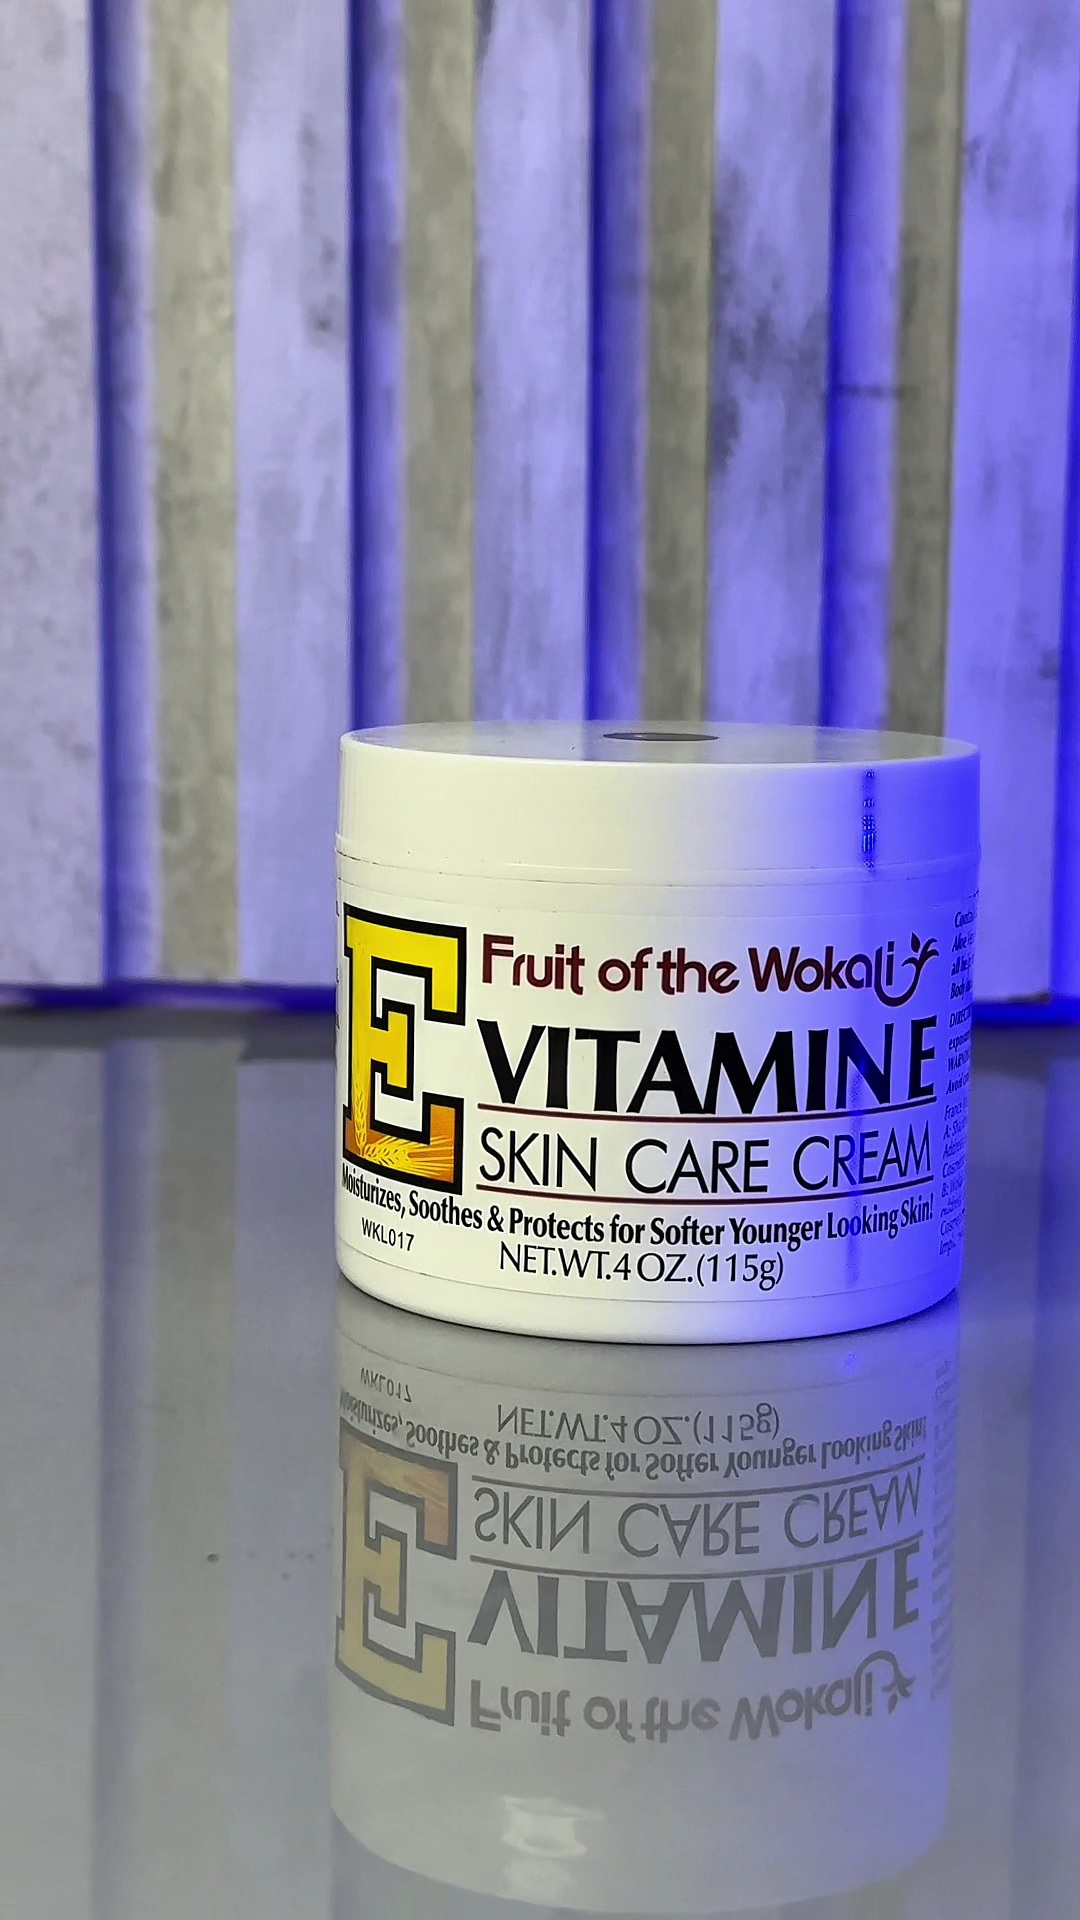 E
Fruit of the Wokali
VITAMIN E
SKIN CARE CREAM
Moisturizes, Soothes & Protects for Softer Younger Looking Skin!
WKL017
NET.WT.4 OZ.(115g)